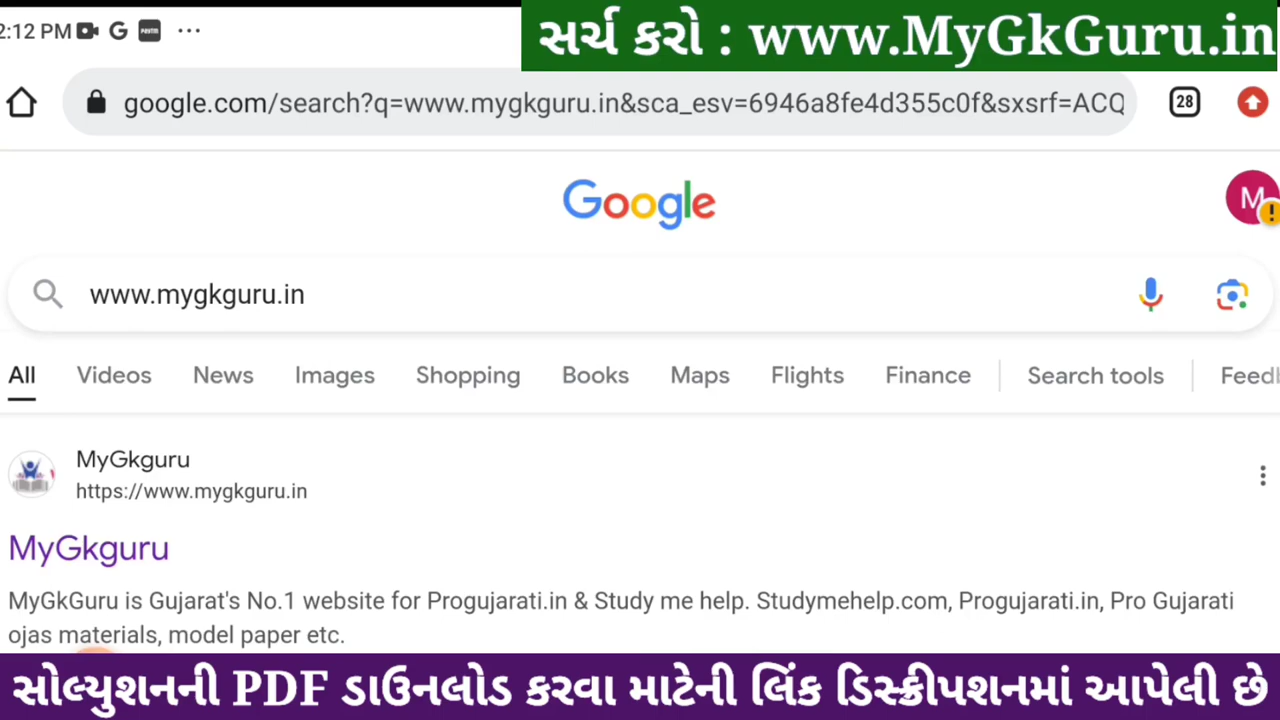 2:12 PM G Paytm ...
સર્ચ કરો : www.MyGkGuru.in
google.com/search?q=www.mygkguru.in&sca_esv=6946a8fe4d355c0f&sxsrf=ACQ
28
Google
M
www.mygkguru.in
All Videos News Images Shopping Books Maps Flights Finance Search tools Feedb
MyGkguru
https://www.mygkguru.in
MyGkguru
MyGkGuru is Gujarat's No.1 website for Progujarati.in & Study me help. Studymehelp.com, Progujarati.in, Pro Gujarati
ojas materials, model paper etc.
સોલ્યુશનની PDF ડાઉનલોડ કરવા માટેની લિંક ડિસ્ક્રીપશનમાં આપેલી છે